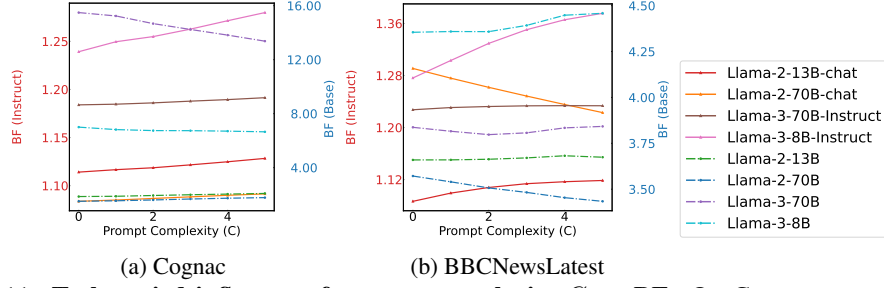 16.00
4.50
1.36
1.25
14.00
4.25
1.28
1.20
12.00
4.00
BF (Instruct)
BF (Base)
BF (Instruct)
BF (Base)
Llama-2-13B-chat
Llama-2-70B-chat
Llama-3-70B-Instruct
Llama-3-8B-Instruct
Llama-2-13B
Llama-2-70B
Llama-3-70B
Llama-3-8B
8.00
1.20
3.75
1.15
1.12
3.50
4.00
1.10
0 2 4
0 2 4
Prompt Complexity (C)
Prompt Complexity (C)
(a) Cognac
(b) BBCNewsLatest